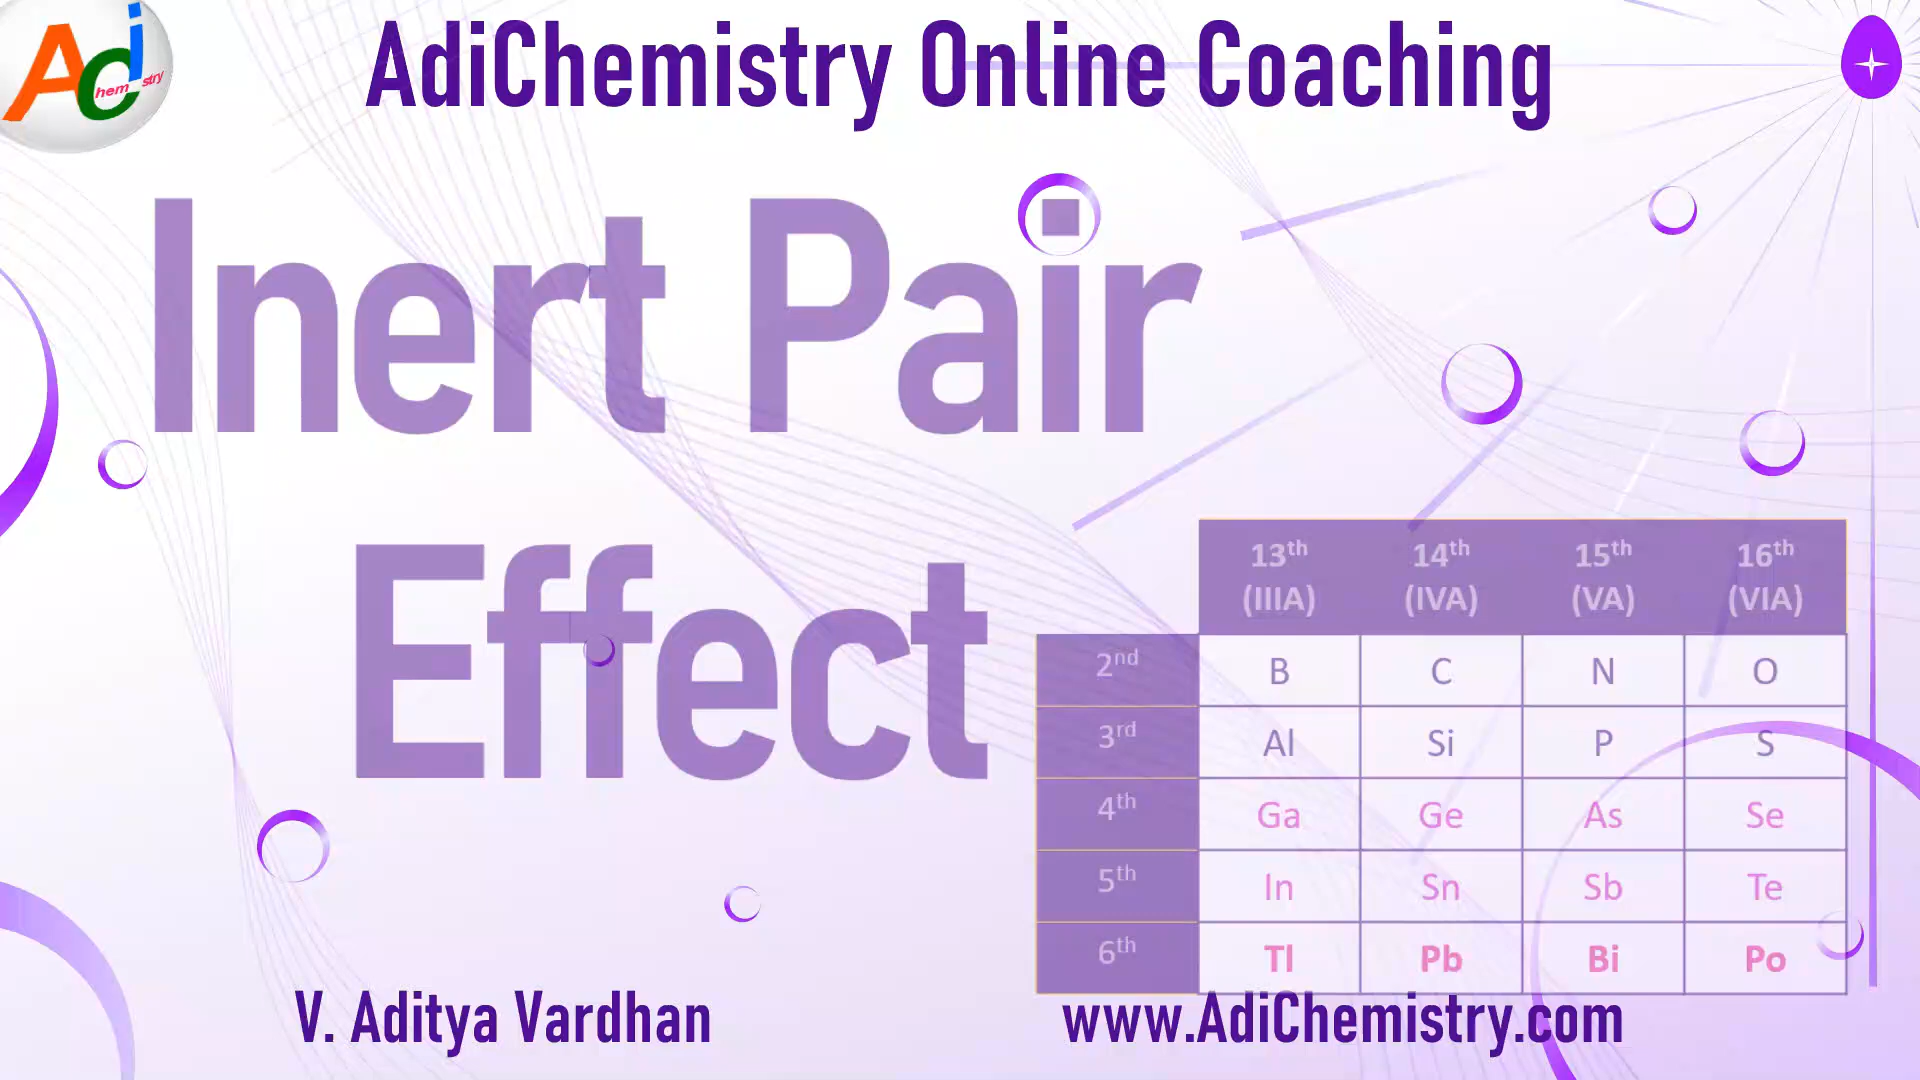 Adi
Chemistry
AdiChemistry Online Coaching
Inert Pair
Effect
13th 14th 15th 16th
(IIIA) (IVA) (VA) (VIA)
2nd B C N O
3rd Al Si P S
4th Ga Ge As Se
5th In Sn Sb Te
6th Tl Pb Bi Po
V. Aditya Vardhan
www.AdiChemistry.com